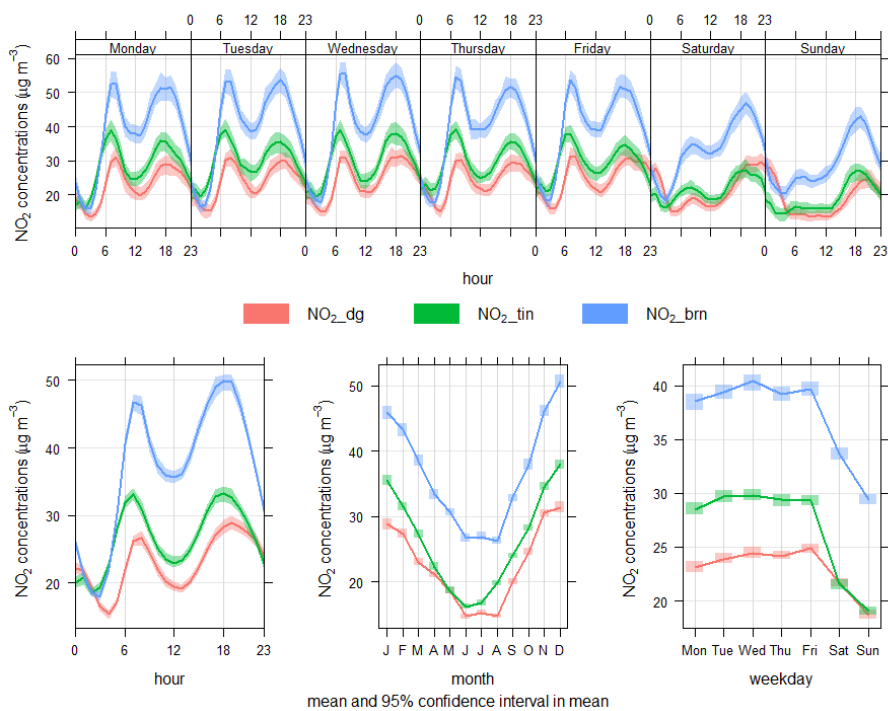 0 6 12 18 23 0 6 12 18 23 0 6 12 18 23
Monday Tuesday Wednesday Thursday Friday Saturday Sunday
NO₂ concentrations (μg m⁻³)
60
50
40
30
20
0 6 12 18 23 0 6 12 18 23 0 6 12 18 23 0 6 12 18 23
hour
NO₂_dg NO₂_tin NO₂_brn
NO₂ concentrations (μg m⁻³)
50
40
30
20
0 6 12 18 23
hour
NO₂ concentrations (μg m⁻³)
50
40
30
20
J F M A M J J A S O N D
month
NO₂ concentrations (μg m⁻³)
40
35
30
25
20
Mon Tue Wed Thu Fri Sat Sun
weekday
mean and 95% confidence interval in mean